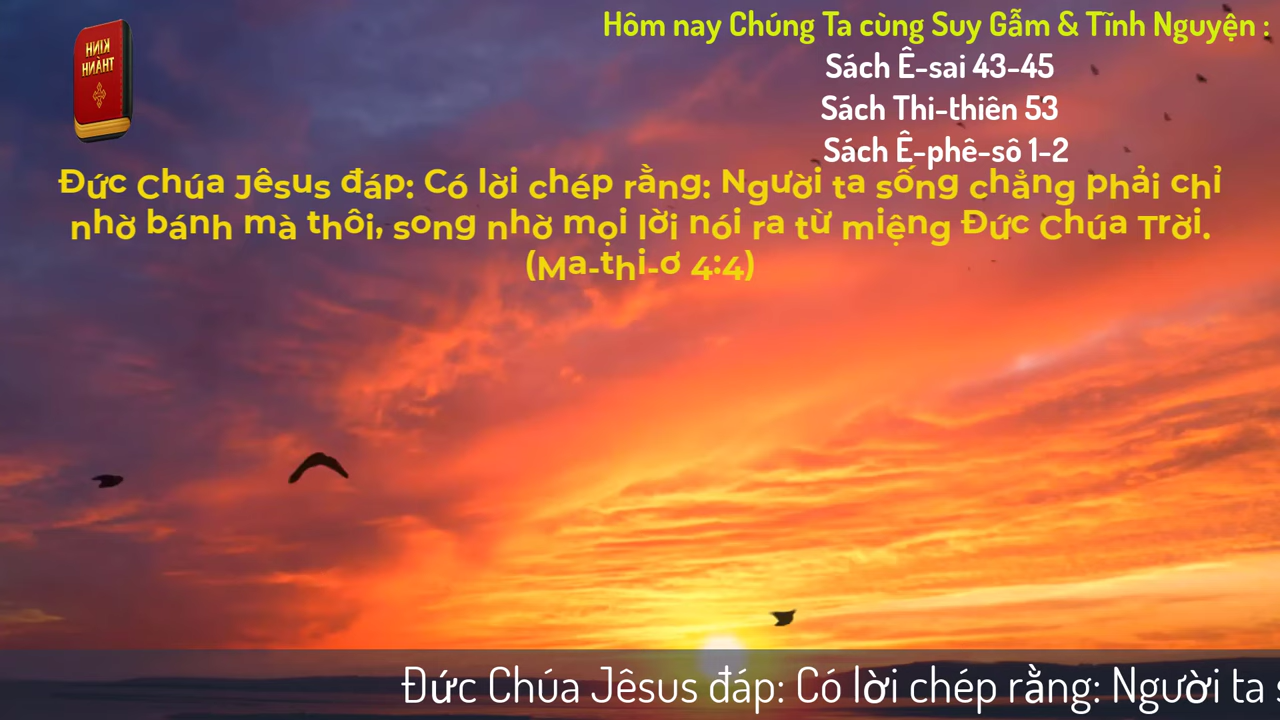 KINH
THÁNH
Hôm nay Chúng Ta cùng Suy Gẫm & Tĩnh Nguyện :
Sách Ê-sai 43-45
Sách Thi-thiên 53
Sách Ê-phê-sô 1-2
Đức Chúa Jêsus đáp: Có lời chép rằng: Người ta sống chẳng phải chỉ
nhờ bánh mà thôi, song nhờ mọi lời nói ra từ miệng Đức Chúa Trời.
(Ma-thi-ơ 4:4)
Đức Chúa Jêsus đáp: Có lời chép rằng: Người ta